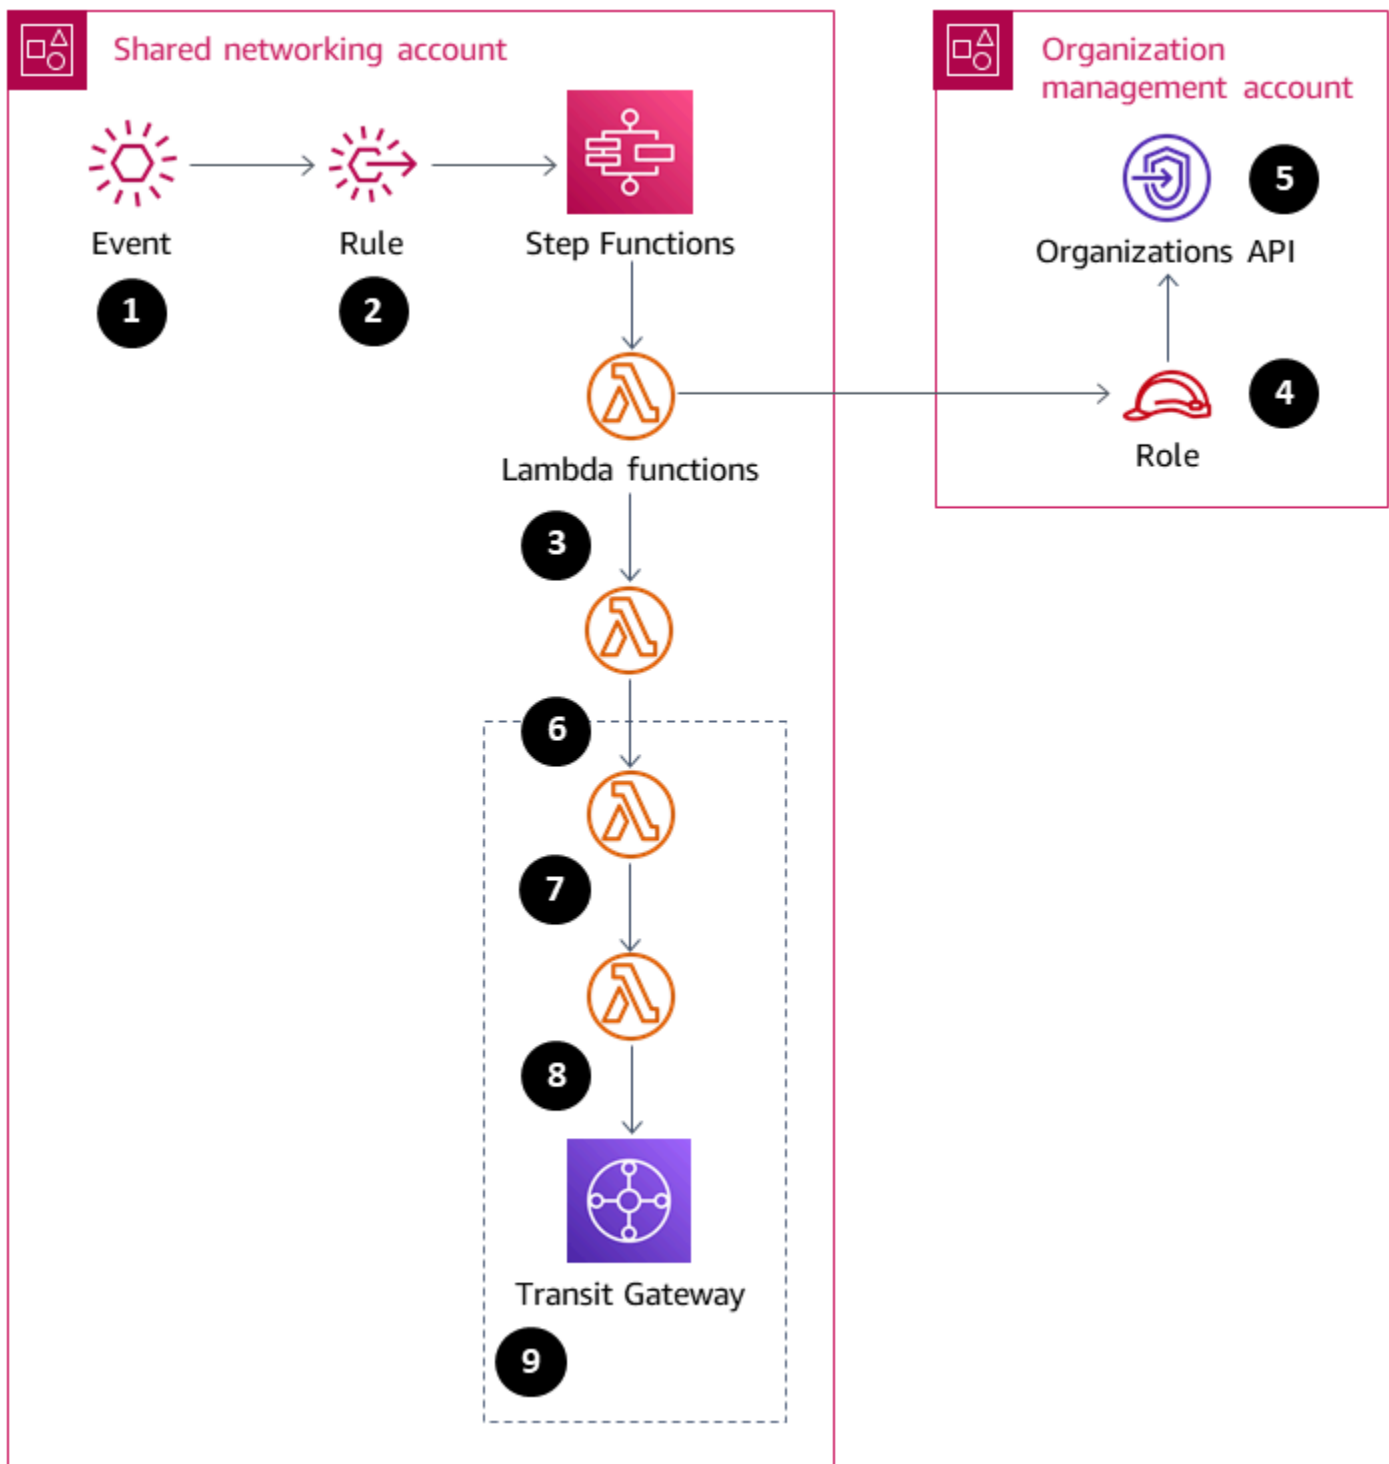 Shared networking account
Organization
management account
Event
Rule
Step Functions
Organizations API
5
1
2
4
Role
Lambda functions
3
6
7
8
Transit Gateway
9